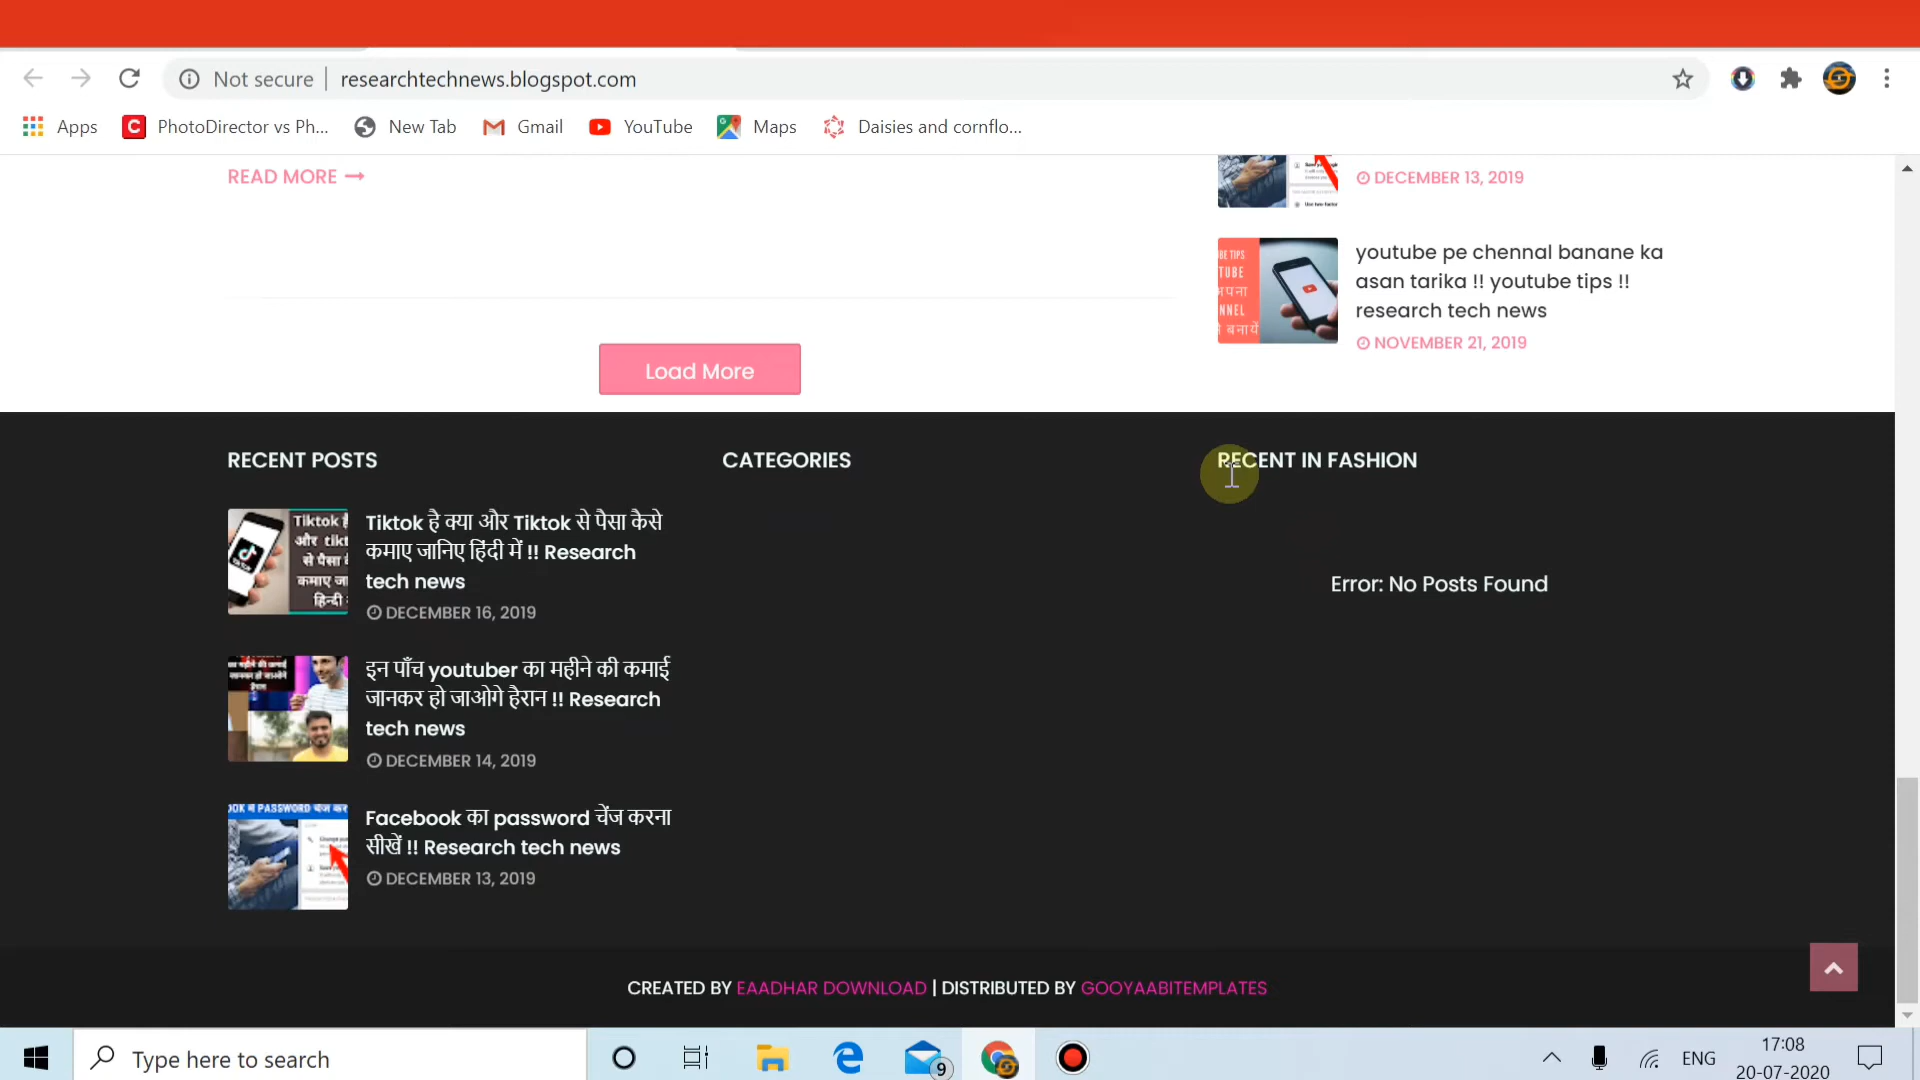 Not secure | researchtechnews.blogspot.com
Apps PhotoDirector vs Ph... New Tab Gmail YouTube Maps Daisies and cornflo...
READ MORE
DECEMBER 13, 2019
youtube pe chennal banane ka
asan tarika !! youtube tips !!
research tech news
NOVEMBER 21, 2019
Load More
RECENT POSTS
Tiktok है क्या और Tiktok से पैसा कैसे
कमाए जानिए हिंदी में !! Research
tech news
DECEMBER 16, 2019
इन पाँच youtuber का महीने की कमाई
जानकर हो जाओगे हैरान !! Research
tech news
DECEMBER 14, 2019
Facebook का password चेंज करना
सीखें !! Research tech news
DECEMBER 13, 2019
CATEGORIES
RECENT IN FASHION
Error: No Posts Found
CREATED BY EAADHAR DOWNLOAD | DISTRIBUTED BY GOOYAABITEMPLATES
Type here to search
9
ENG
17:08
20-07-2020